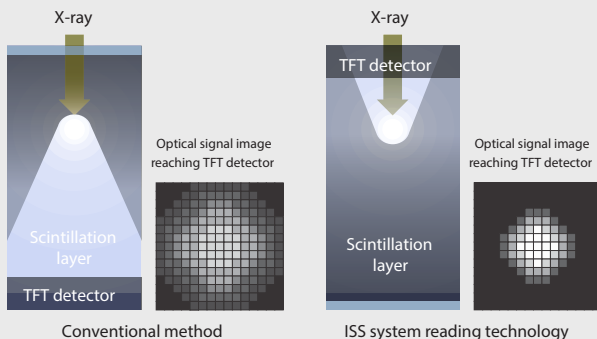 X-ray
Optical signal image
reaching TFT detector
Scintillation
layer
TFT detector
Conventional method
X-ray
TFT detector
Optical signal image
reaching TFT detector
Scintillation
layer
ISS system reading technology